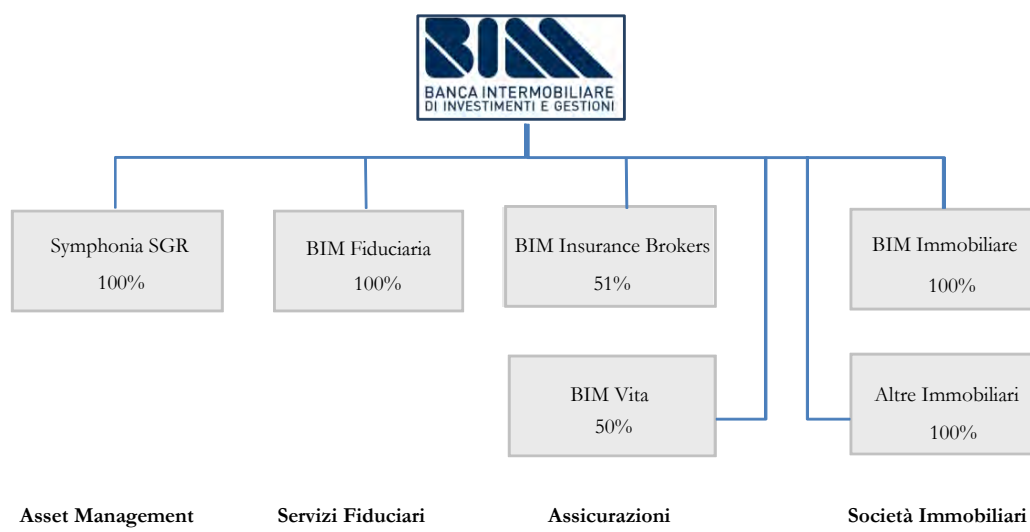 BIM
BANCA INTERMOBILIARE
DI INVESTIMENTI E GESTIONI
Symphonia SGR
100%
BIM Fiduciaria
100%
BIM Insurance Brokers
51%
BIM Immobiliare
100%
BIM Vita
50%
Altre Immobiliari
100%
Asset Management
Servizi Fiduciari
Assicurazioni
Società Immobiliari